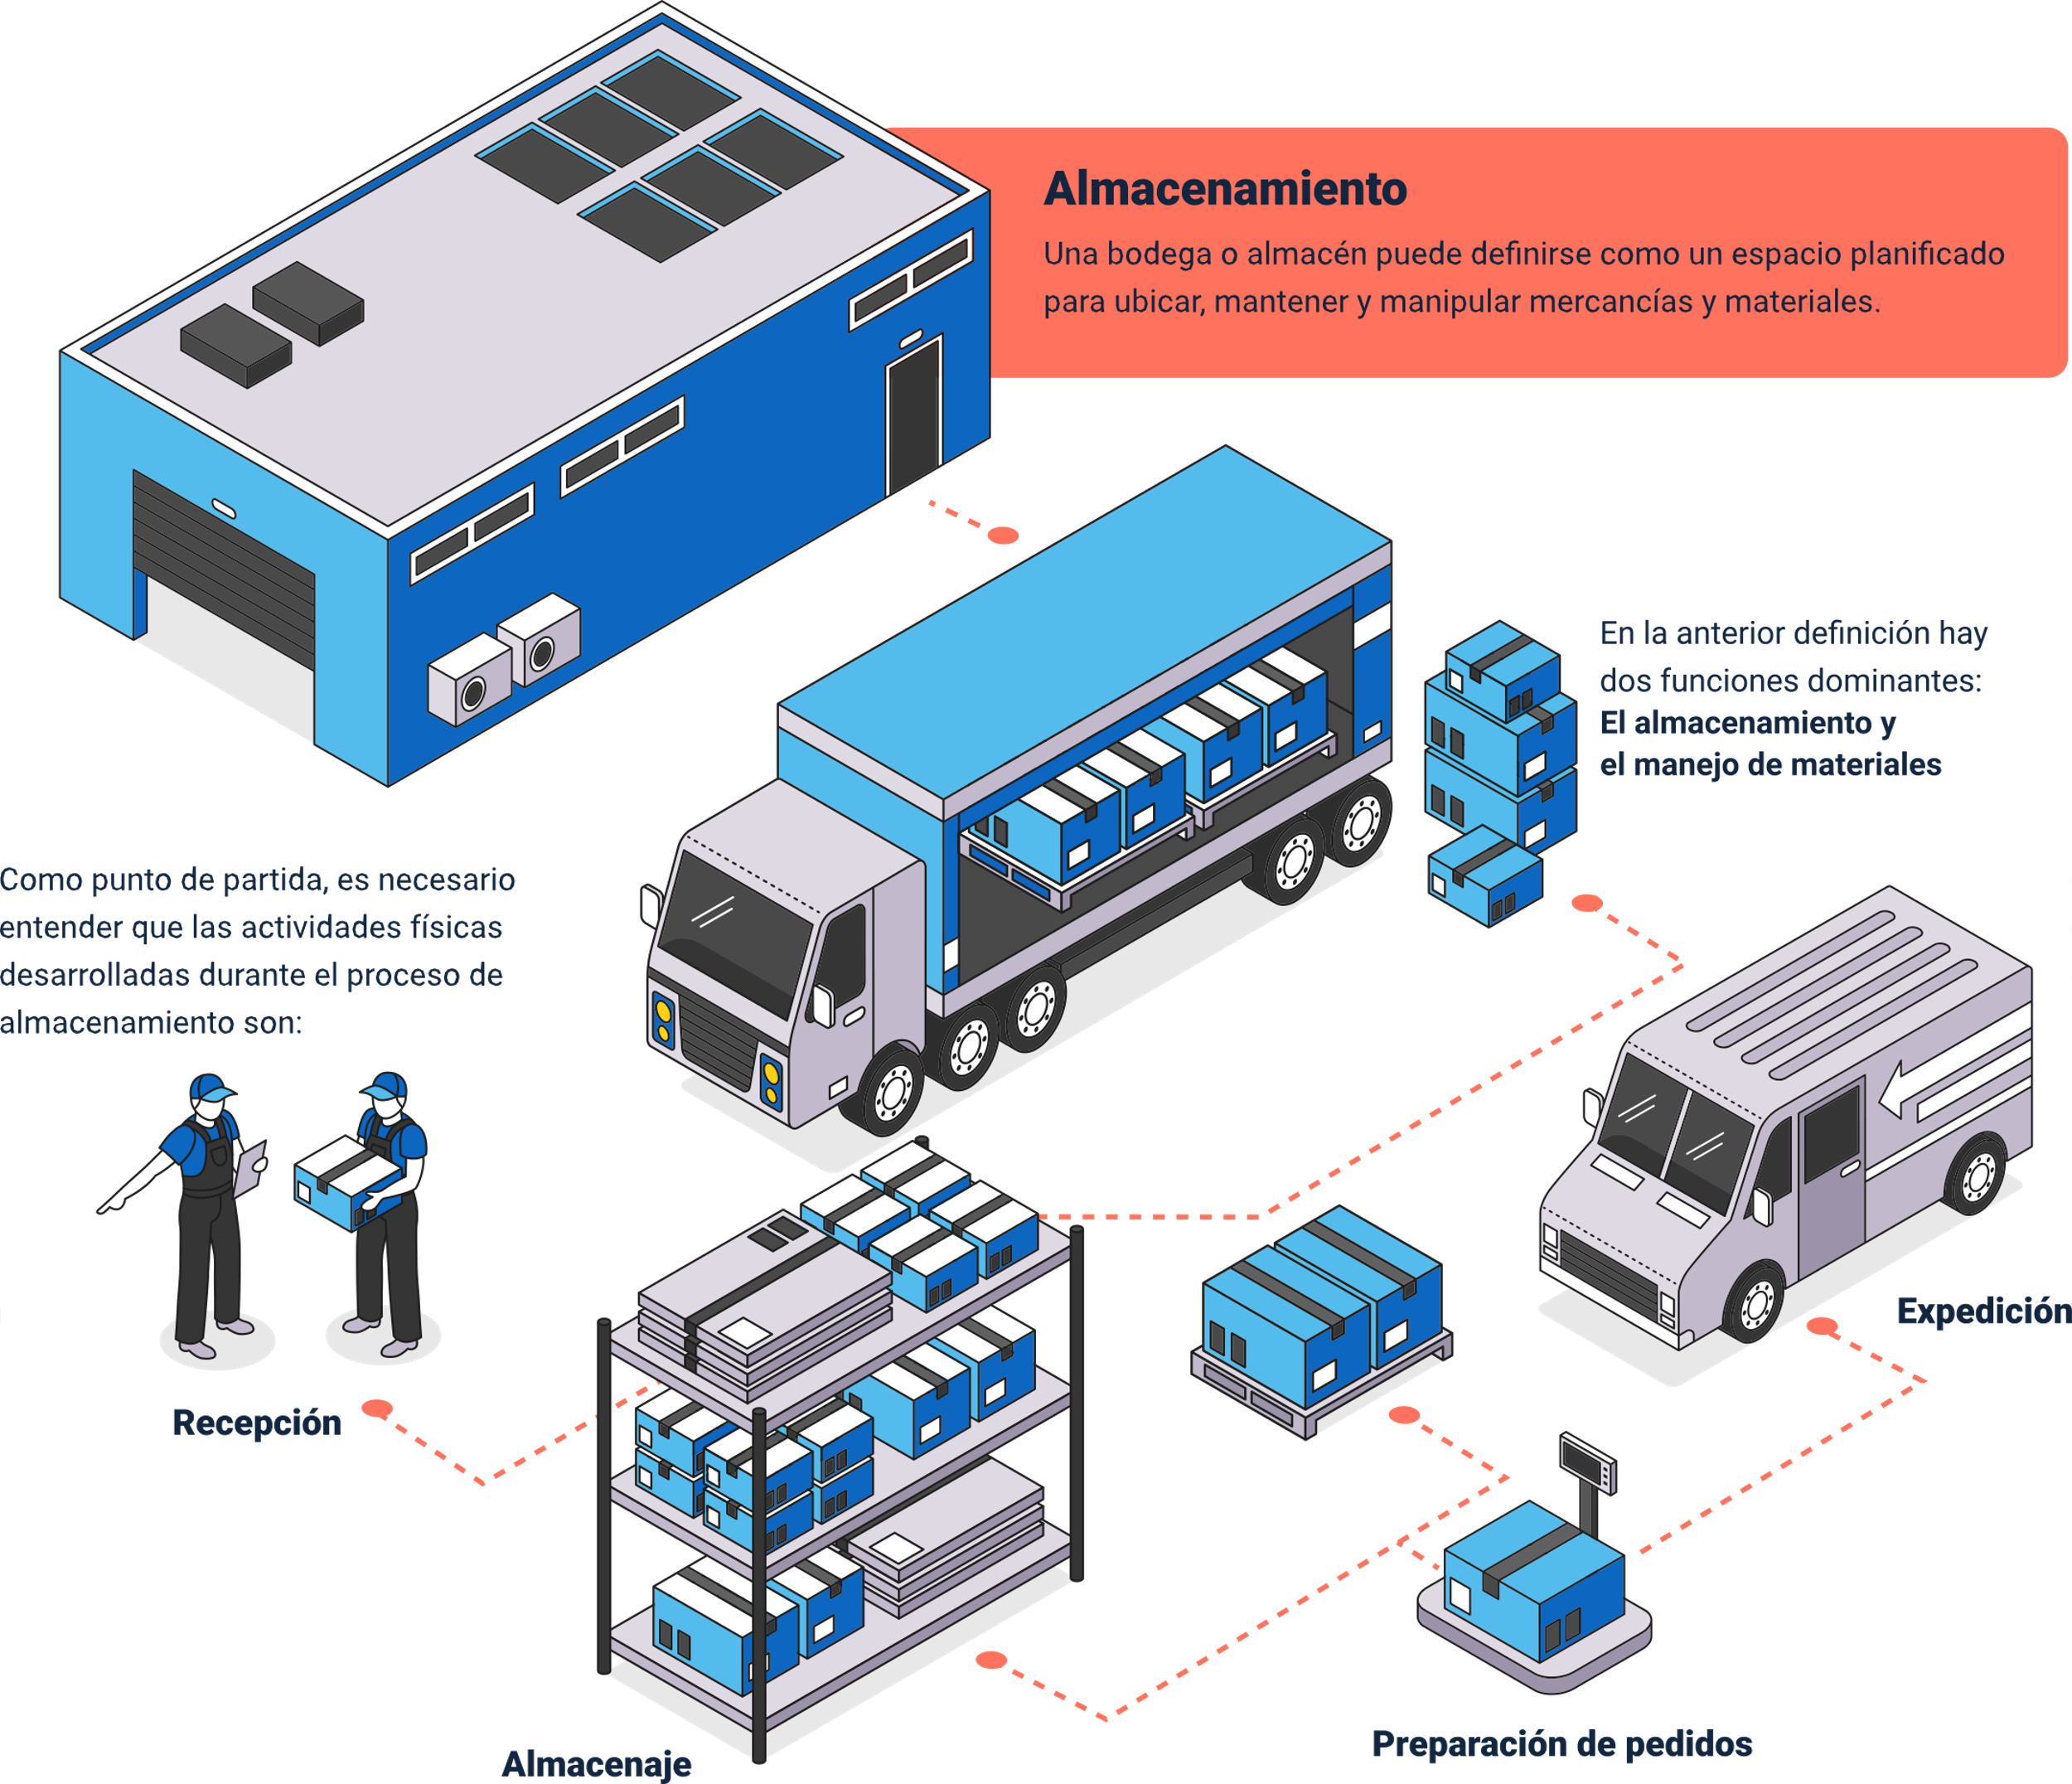 Almacenamiento
Una bodega o almacén puede definirse como un espacio planificado
para ubicar, mantener y manipular mercancías y materiales.
En la anterior definición hay
dos funciones dominantes:
El almacenamiento y
el manejo de materiales
Como punto de partida, es necesario
entender que las actividades físicas
desarrolladas durante el proceso de
almacenamiento son:
Recepción
Almacenaje
Preparación de pedidos
Expedición